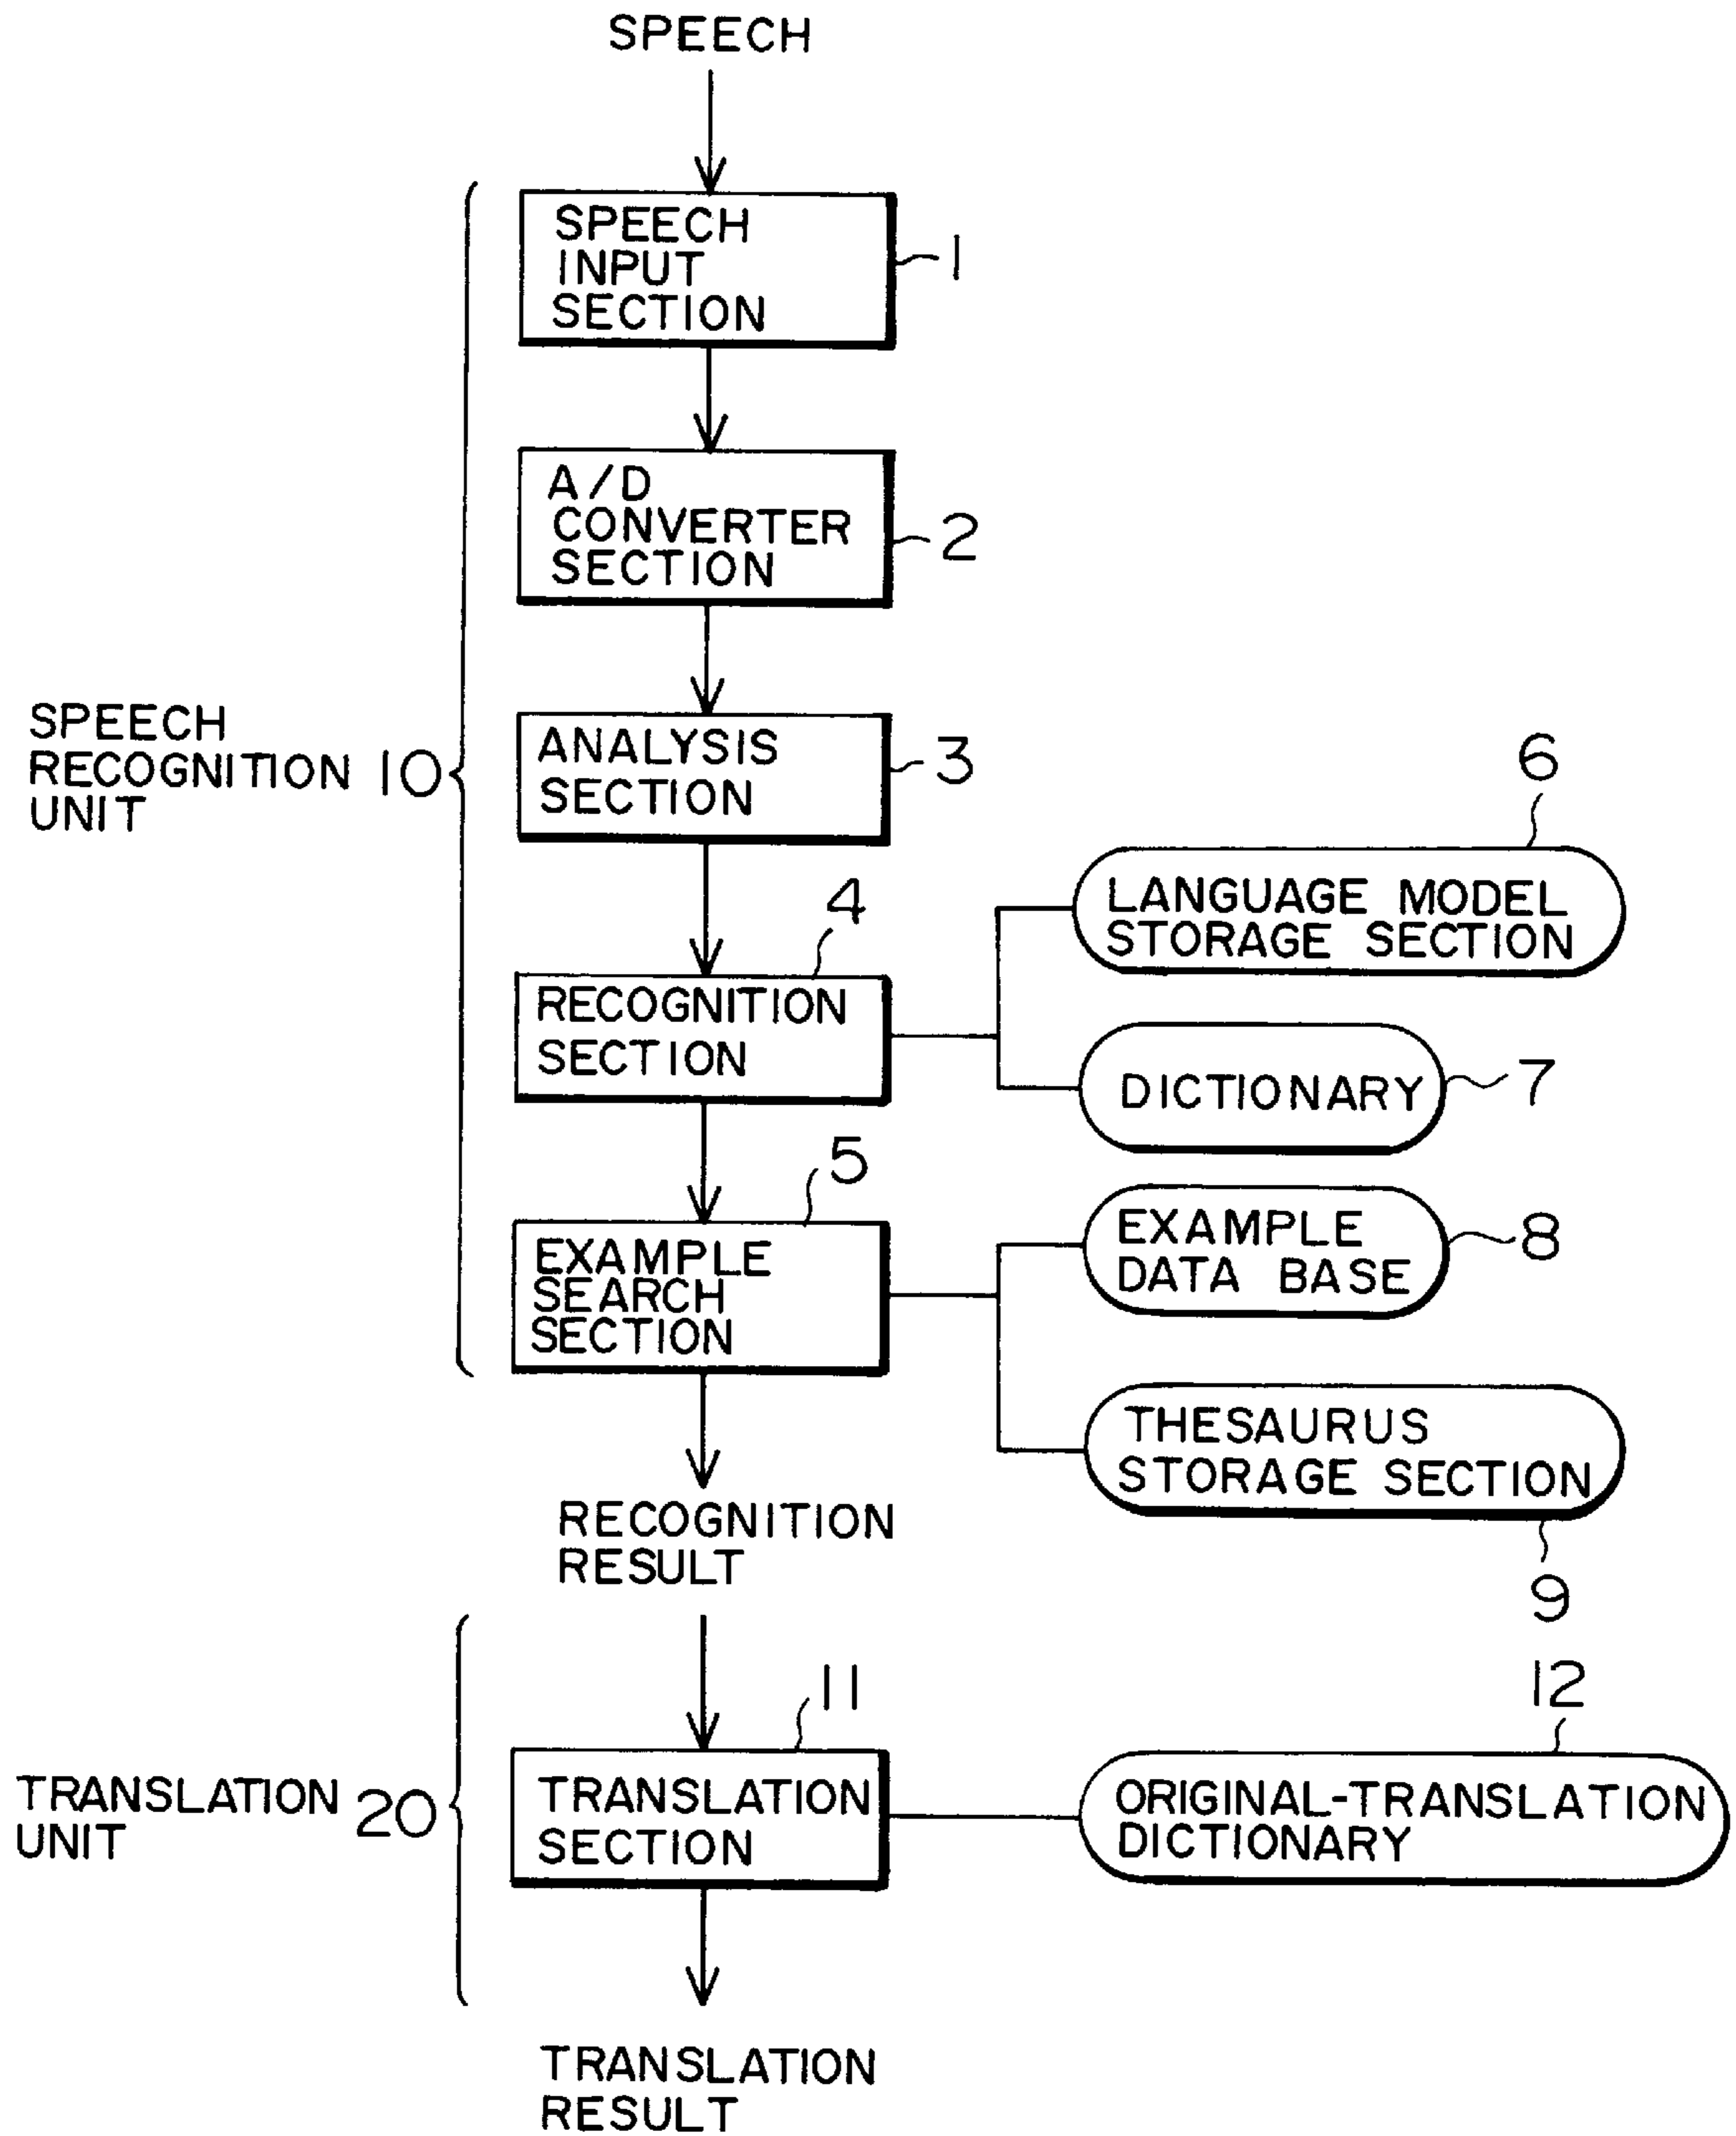 SPEECH
SPEECH
INPUT
SECTION
1
A/D
CONVERTER
SECTION
2
SPEECH
RECOGNITION
UNIT
10
ANALYSIS
SECTION
3
6
4
LANGUAGE MODEL
STORAGE SECTION
RECOGNITION
SECTION
DICTIONARY
7
5
EXAMPLE
SEARCH
SECTION
EXAMPLE
DATA BASE
8
THESAURUS
STORAGE SECTION
9
RECOGNITION
RESULT
11
12
TRANSLATION
UNIT
20
TRANSLATION
SECTION
ORIGINAL-TRANSLATION
DICTIONARY
TRANSLATION
RESULT